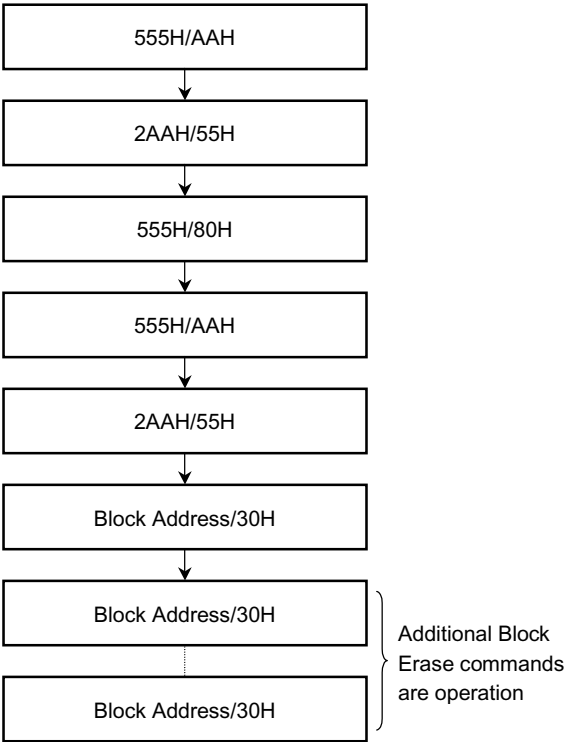 555H/AAH
2AAH/55H
555H/80H
555H/AAH
2AAH/55H
Block Address/30H
Block Address/30H
Additional Block
Erase commands
are operation
Block Address/30H